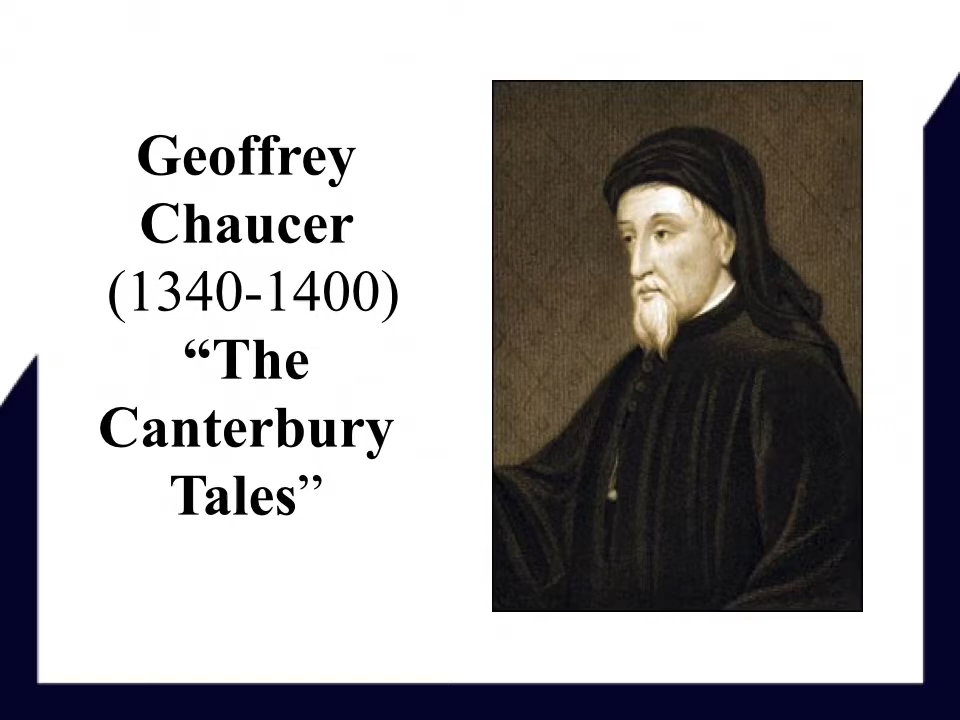 Geoffrey
Chaucer
(1340-1400)
“The
Canterbury
Tales”